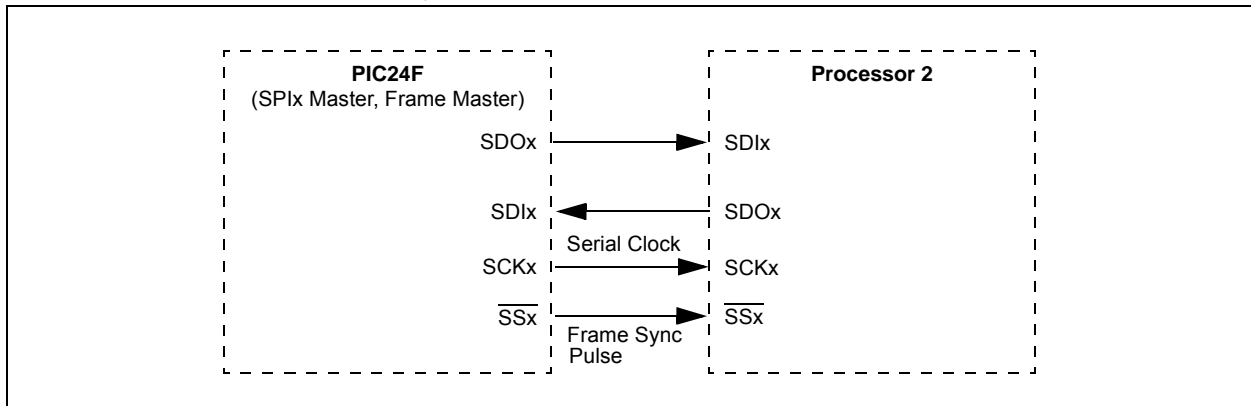 PIC24F
(SPIx Master, Frame Master)
Processor 2
SDOx
SDIx
SDIx
SDOx
Serial Clock
SCKx
SCKx
SSx
SSx
Frame Sync
Pulse